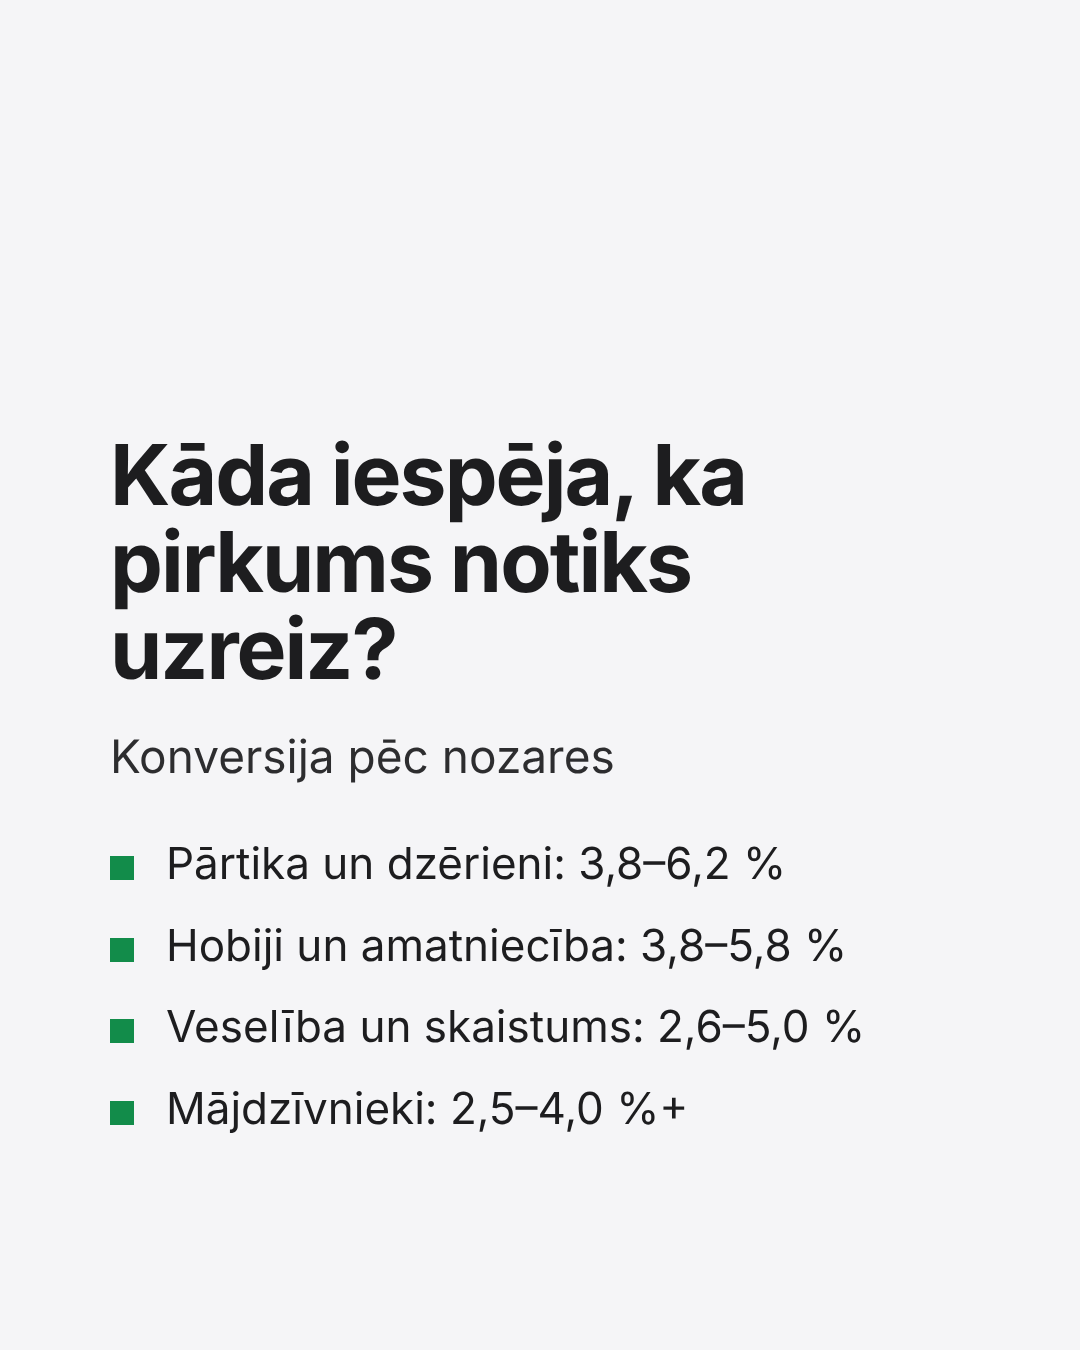 Kāda iespēja, ka
pirkums notiks
uzreiz?
Konversija pēc nozares
Pārtika un dzērieni: 3,8–6,2 %
Hobiji un amatniecība: 3,8–5,8 %
Veselība un skaistums: 2,6–5,0 %
Mājdzīvnieki: 2,5–4,0 %+